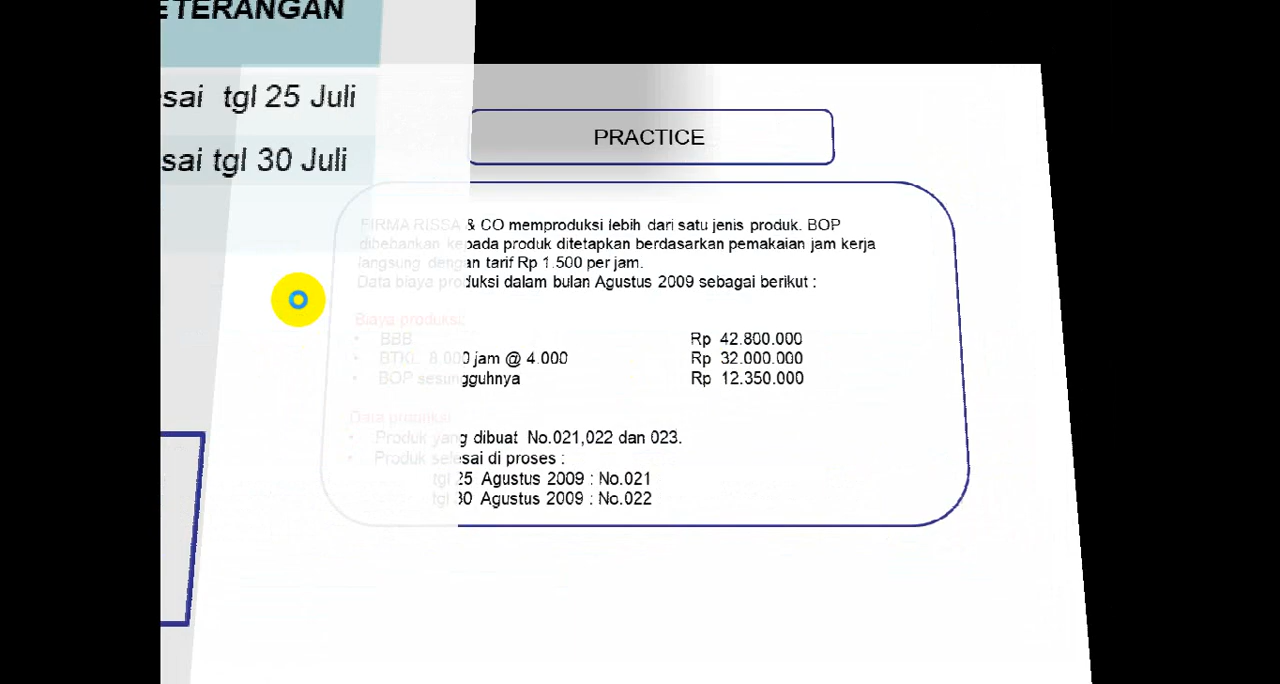 ETERANGAN
sai tgl 25 Juli
sai tgl 30 Juli
PRACTICE
FIRMA RISSA & CO memproduksi lebih dari satu jenis produk. BOP
dibebankan kepada produk ditetapkan berdasarkan pemakaian jam kerja
langsung dengan tarif Rp 1.500 per jam.
Data biaya produksi dalam bulan Agustus 2009 sebagai berikut :
Biaya produksi:
• BBB Rp 42.800.000
• BTKL 8.000 jam @ 4.000 Rp 32.000.000
• BOP sesungguhnya Rp 12.350.000
Data produksi
• Produk yang dibuat No.021,022 dan 023.
• Produk selesai di proses :
tgl 25 Agustus 2009 : No.021
tgl 30 Agustus 2009 : No.022